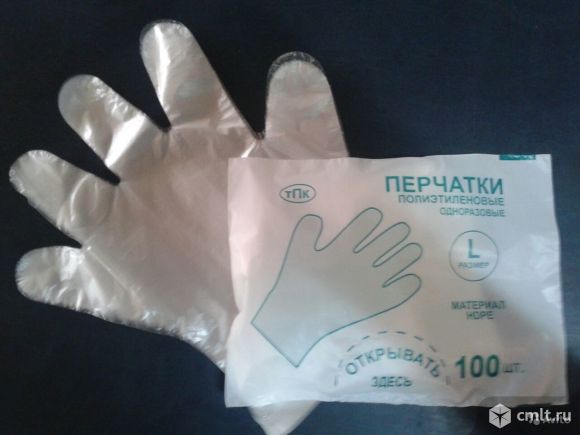 тПк
ПЕРЧАТКИ
ПОЛИЭТИЛЕНОВЫЕ
ОДНОРАЗОВЫЕ
L
РАЗМЕР
МАТЕРИАЛ
HDPE
ОТКРЫВАТЬ
ЗДЕСЬ
100 ШТ.
cmlt.ru